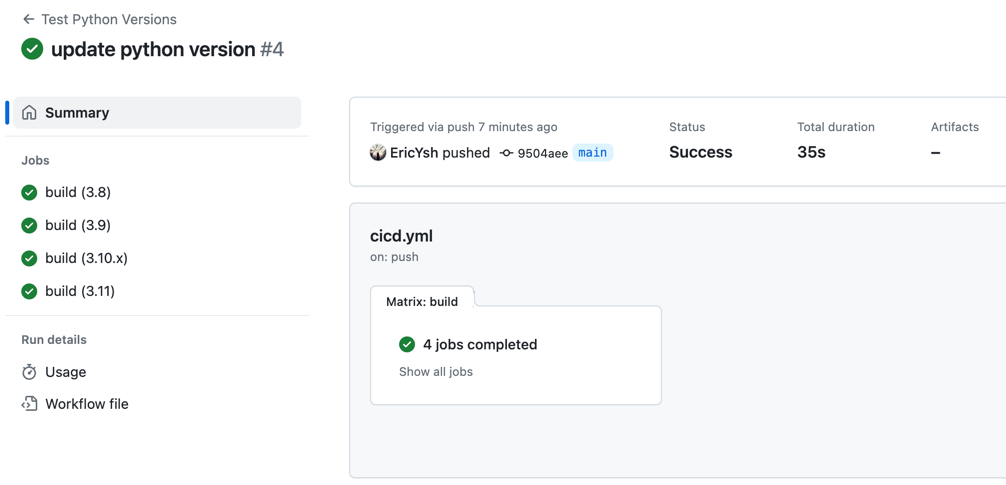 ← Test Python Versions
update python version #4
Summary
Jobs
build (3.8)
build (3.9)
build (3.10.x)
build (3.11)
Run details
Usage
Workflow file
Triggered via push 7 minutes ago
EricYsh pushed 9504aee main
Status
Success
Total duration
35s
Artifacts
–
cicd.yml
on: push
Matrix: build
4 jobs completed
Show all jobs